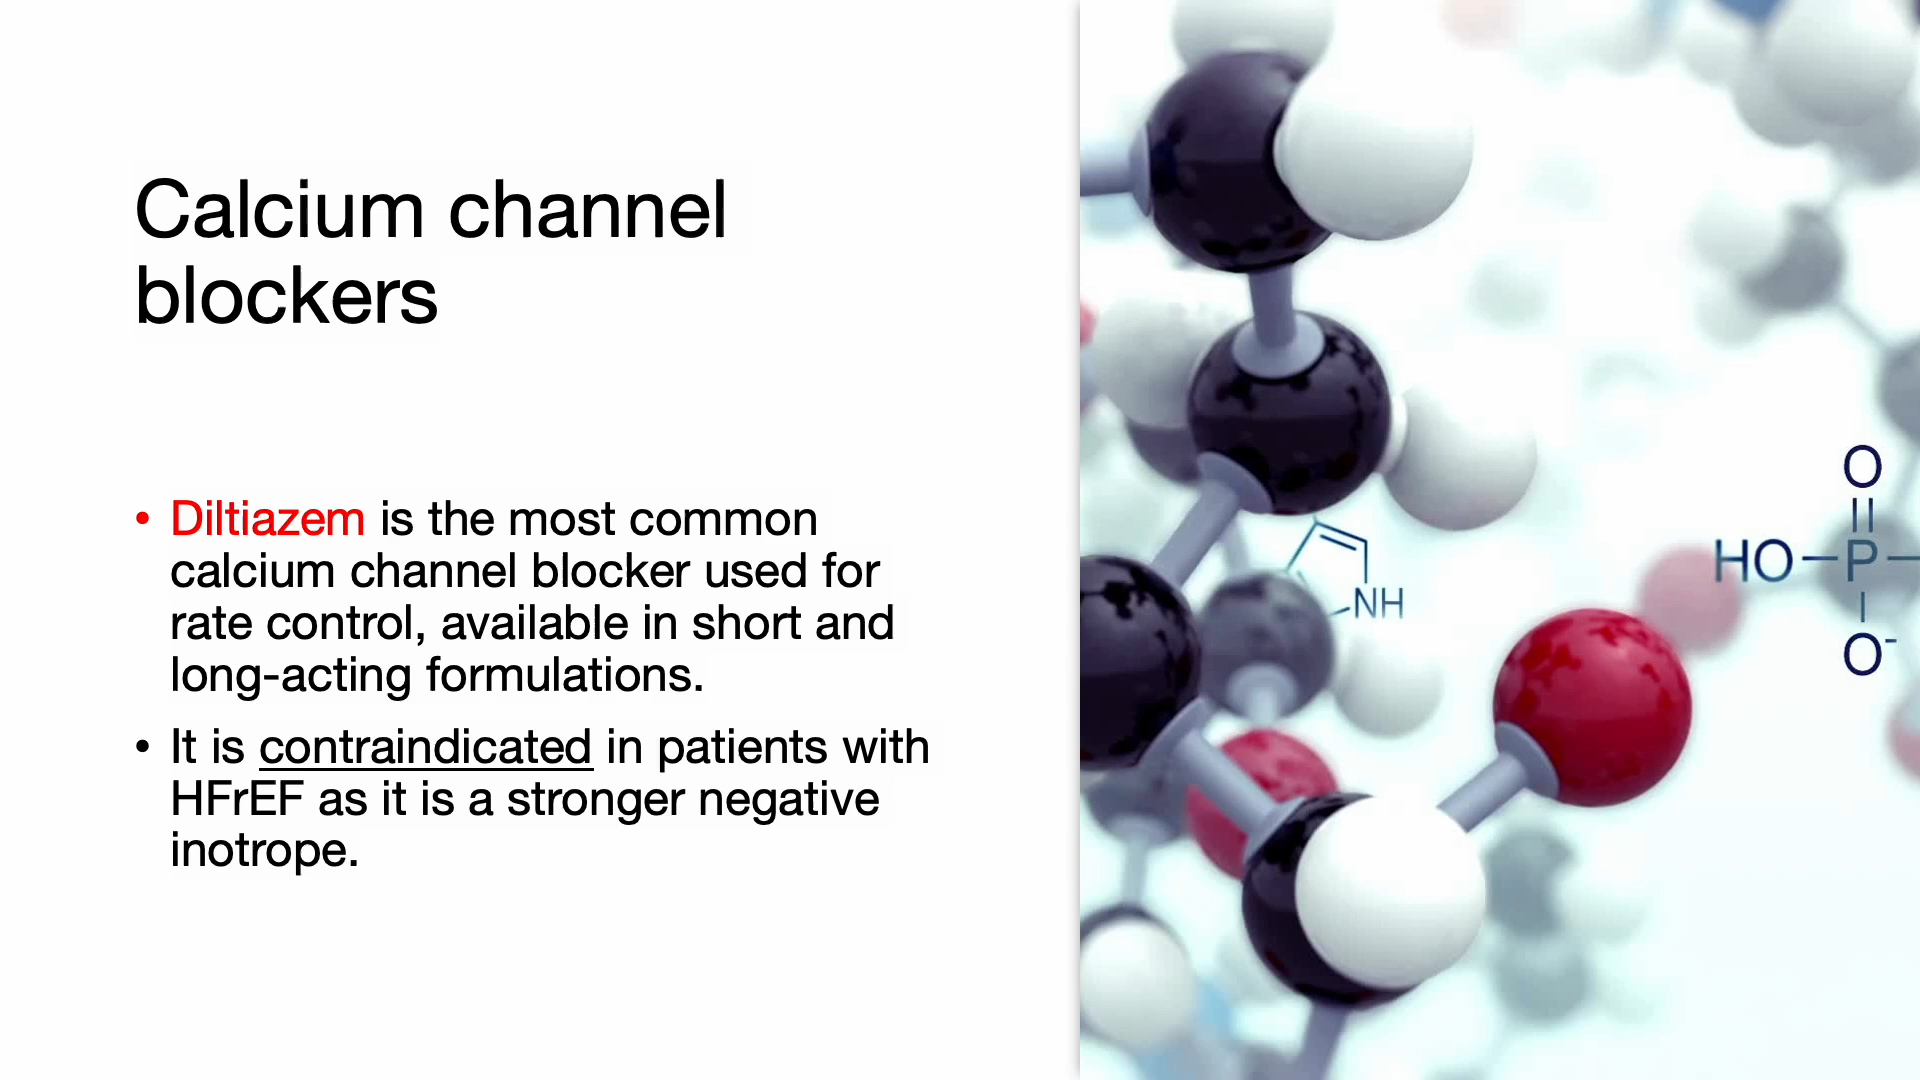 Calcium channel
blockers
• Diltiazem is the most common
calcium channel blocker used for
rate control, available in short and
long-acting formulations.
• It is contraindicated in patients with
HFrEF as it is a stronger negative
inotrope.
NH
O
HO–P–
O-